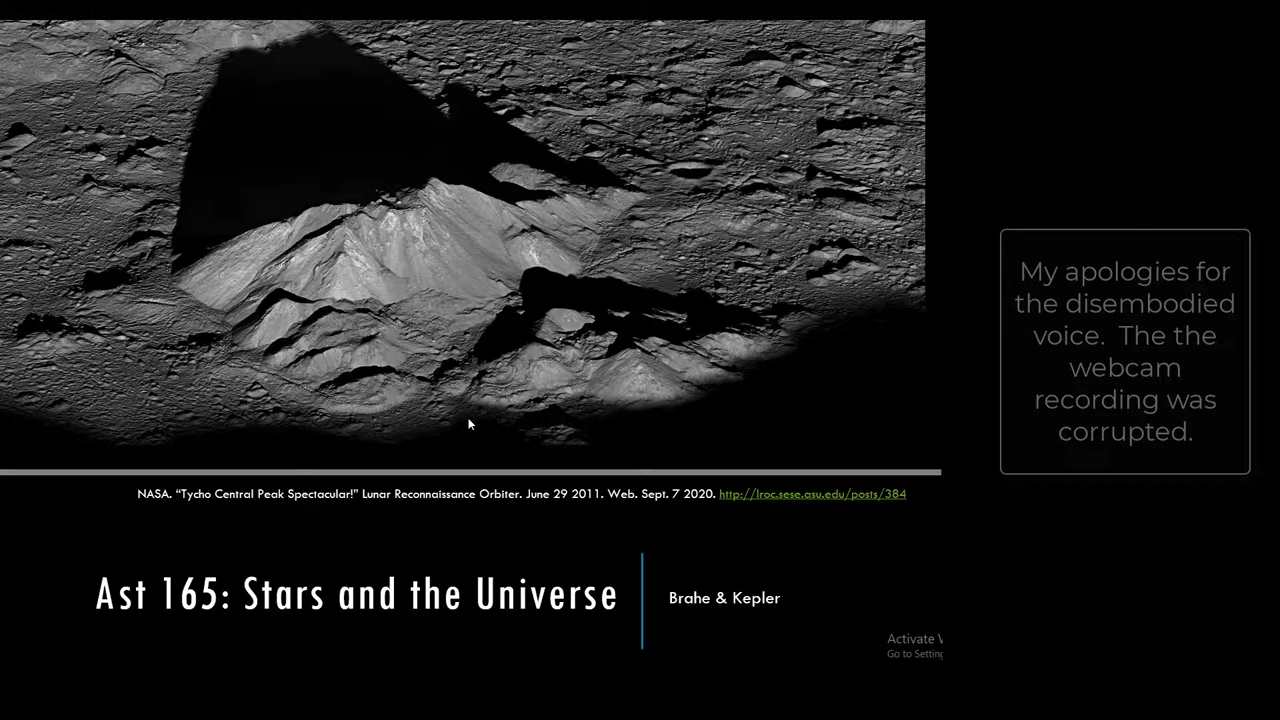 My apologies for
the disembodied
voice. The the
webcam
recording was
corrupted.
NASA. “Tycho Central Peak Spectacular!” Lunar Reconnaissance Orbiter. June 29 2011. Web. Sept. 7 2020. http://lroc.sese.asu.edu/posts/384
Ast 165: Stars and the Universe
Brahe & Kepler
Activate
Go to Setting